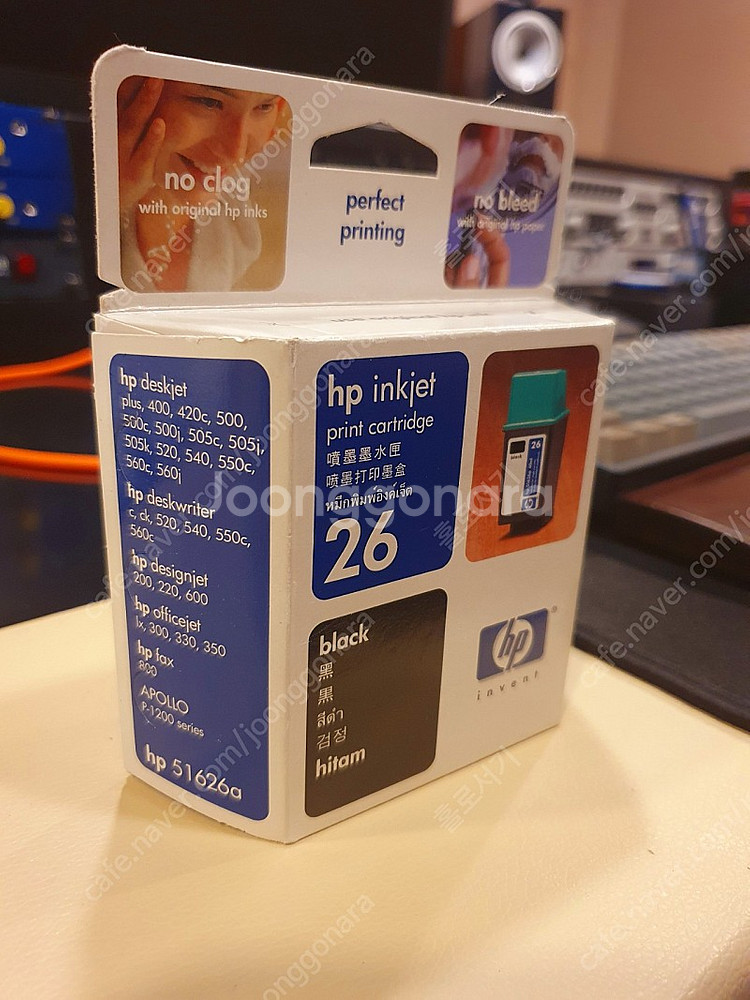 no clog
with original hp inks
perfect
printing
no bleed
with original hp paper
hp deskjet
plus, 400, 420c, 500,
500c, 500j, 505c, 505j,
505k, 520, 540, 550c,
560c, 560j
hp deskwriter
c, ck, 520, 540, 550c,
560c
hp designjet
200, 220, 600
hp officejet
lx, 300, 330, 350
hp fax
800
APOLLO
P-1200 series
hp 51626a
hp inkjet
print cartridge
噴墨墨水匣
喷墨打印墨盒
หมึกพิมพ์อิงค์เจ็ต
26
26
black
黑
黒
สีดำ
검정
hitam
hp
®
invent
joonggonara
cafe.naver.com/joonggonara
홀로서기